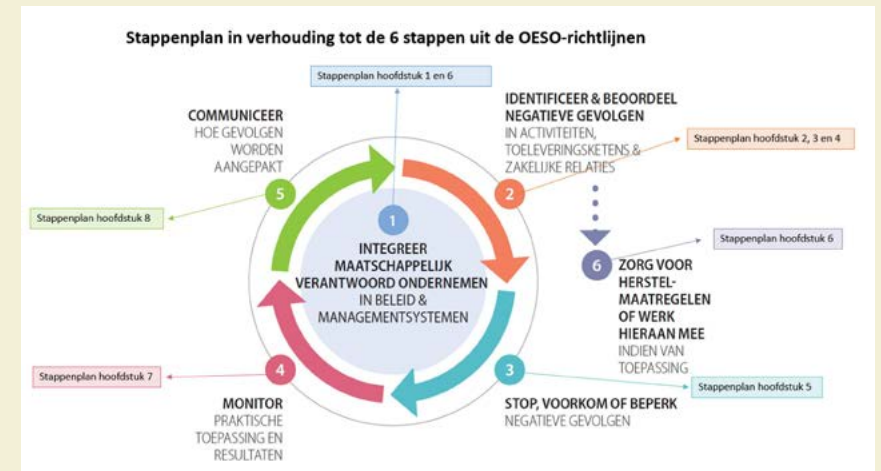 Stappenplan in verhouding tot de 6 stappen uit de OESO-richtlijnen
Stappenplan hoofdstuk 1 en 6
1
INTEGREER
MAATSCHAPPELIJK
VERANTWOORD ONDERNEMEN
IN BELEID &
MANAGEMENTSYSTEMEN
IDENTIFICEER & BEOORDEEL
NEGATIEVE GEVOLGEN
IN ACTIVITEITEN,
TOELEVERINGSKETENS &
ZAKELIJKE RELATIES
2
Stappenplan hoofdstuk 2, 3 en 4
6
ZORG VOOR
HERSTEL-
MAATREGELEN
OF WERK
HIERAAN MEE
INDIEN VAN
TOEPASSING
Stappenplan hoofdstuk 6
3
STOP, VOORKOM OF BEPERK
NEGATIEVE GEVOLGEN
Stappenplan hoofdstuk 5
4
MONITOR
PRAKTISCHE
TOEPASSING EN
RESULTATEN
Stappenplan hoofdstuk 7
COMMUNICEER
HOE GEVOLGEN
WORDEN
AANGEPAKT
5
Stappenplan hoofdstuk 8